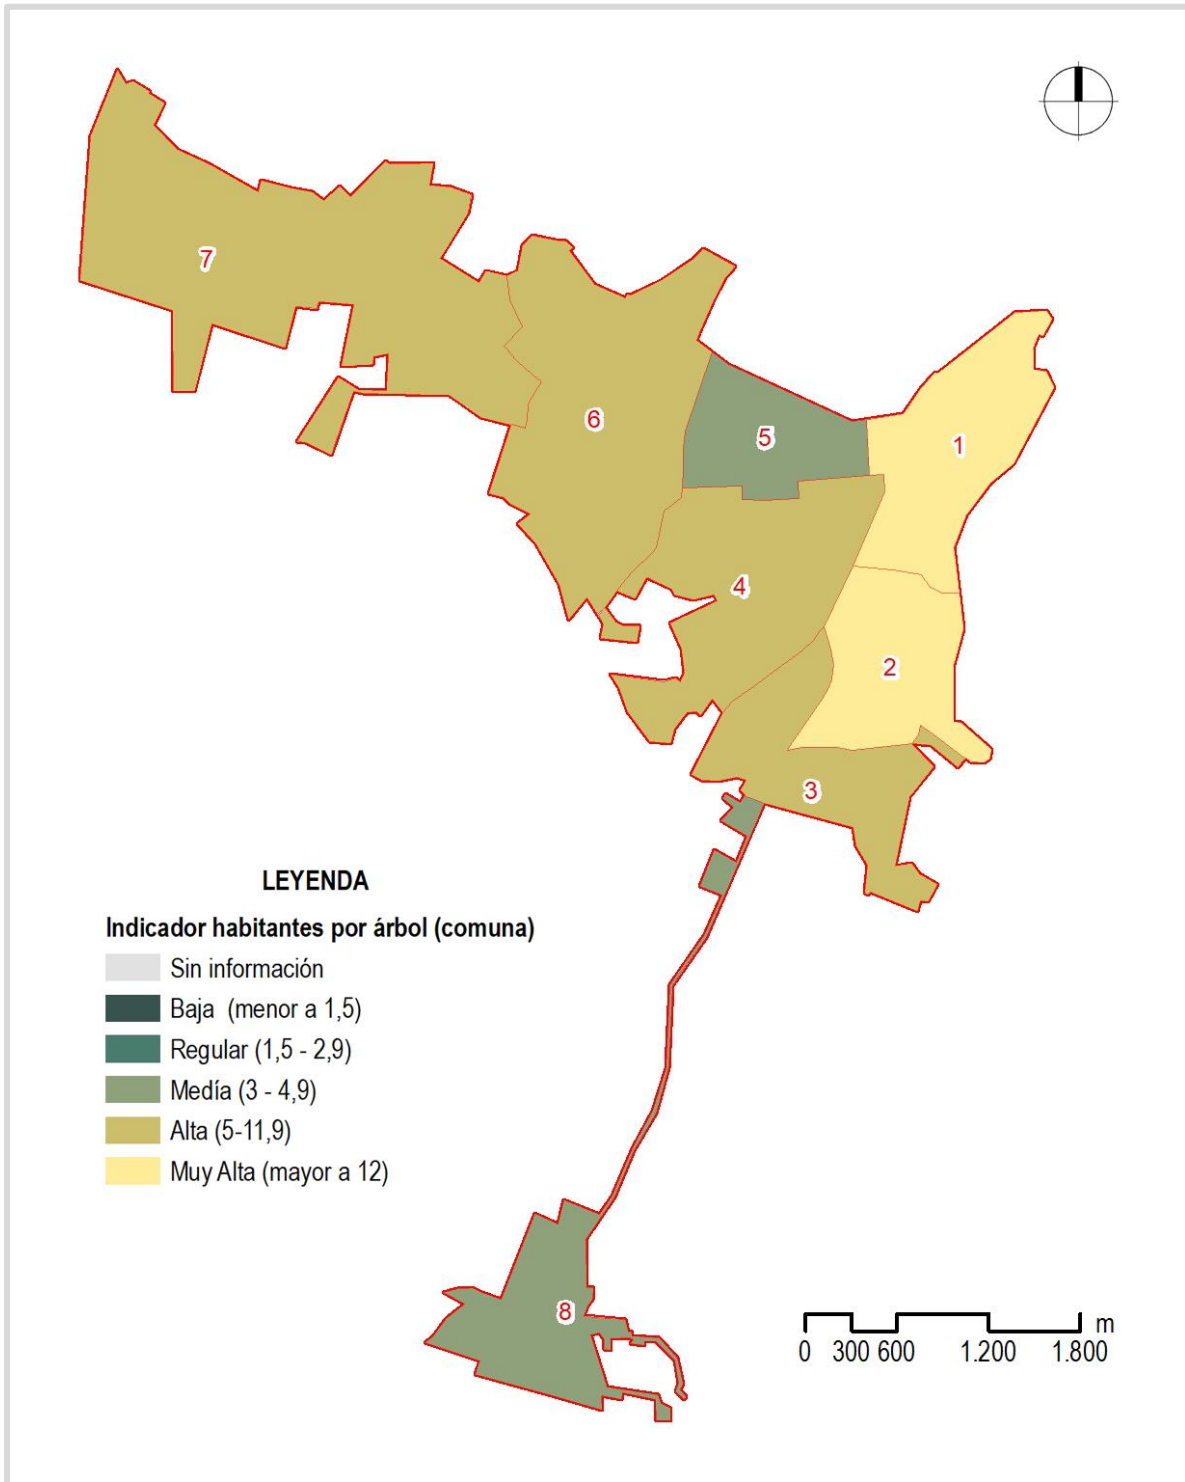 7
6
5
1
4
2
3
LEYENDA
Indicador habitantes por árbol (comuna)
Sin información
Baja (menor a 1,5)
Regular (1,5 - 2,9)
Medía (3 - 4,9)
Alta (5-11,9)
Muy Alta (mayor a 12)
8
m
0 300 600 1.200 1.800